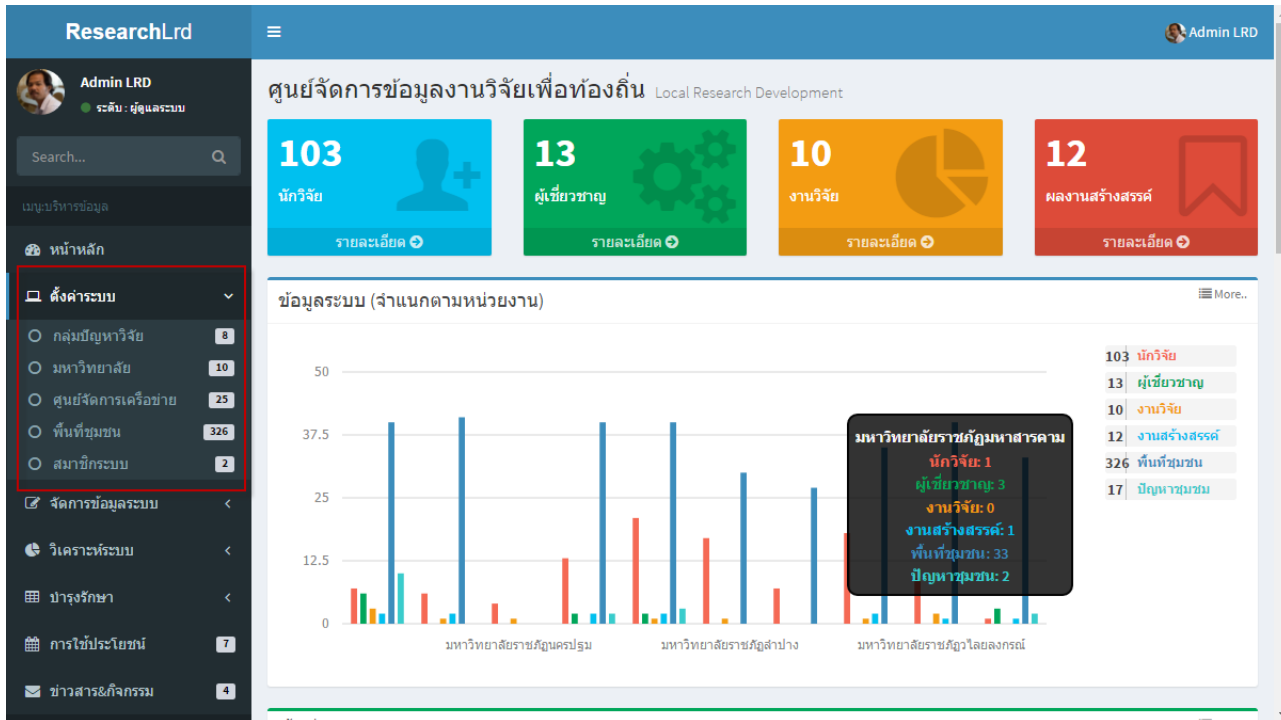 ResearchLrd
Admin LRD
Admin LRD
ระดับ : ผู้ดูแลระบบ
Search...
เมนูบริหารข้อมูล
หน้าหลัก
ตั้งค่าระบบ
กลุ่มปัญหาวิจัย 8
มหาวิทยาลัย 10
ศูนย์จัดการเครือข่าย 25
พื้นที่ชุมชน 326
สมาชิกระบบ 2
จัดการข้อมูลระบบ
วิเคราะห์ระบบ
บำรุงรักษา
การใช้ประโยชน์ 7
ข่าวสาร&กิจกรรม 4
ศูนย์จัดการข้อมูลงานวิจัยเพื่อท้องถิ่น Local Research Development
103
นักวิจัย
รายละเอียด
13
ผู้เชี่ยวชาญ
รายละเอียด
10
งานวิจัย
รายละเอียด
12
ผลงานสร้างสรรค์
รายละเอียด
ข้อมูลระบบ (จำแนกตามหน่วยงาน)
More..
50
37.5
25
12.5
0
มหาวิทยาลัยราชภัฏนครปฐม
มหาวิทยาลัยราชภัฏลำปาง
มหาวิทยาลัยราชภัฏวไลยลงกรณ์
มหาวิทยาลัยราชภัฏมหาสารคาม
นักวิจัย: 1
ผู้เชี่ยวชาญ: 3
งานวิจัย: 0
งานสร้างสรรค์: 1
พื้นที่ชุมชน: 33
ปัญหาชุมชน: 2
103 นักวิจัย
13 ผู้เชี่ยวชาญ
10 งานวิจัย
12 งานสร้างสรรค์
326 พื้นที่ชุมชน
17 ปัญหาชุมชม